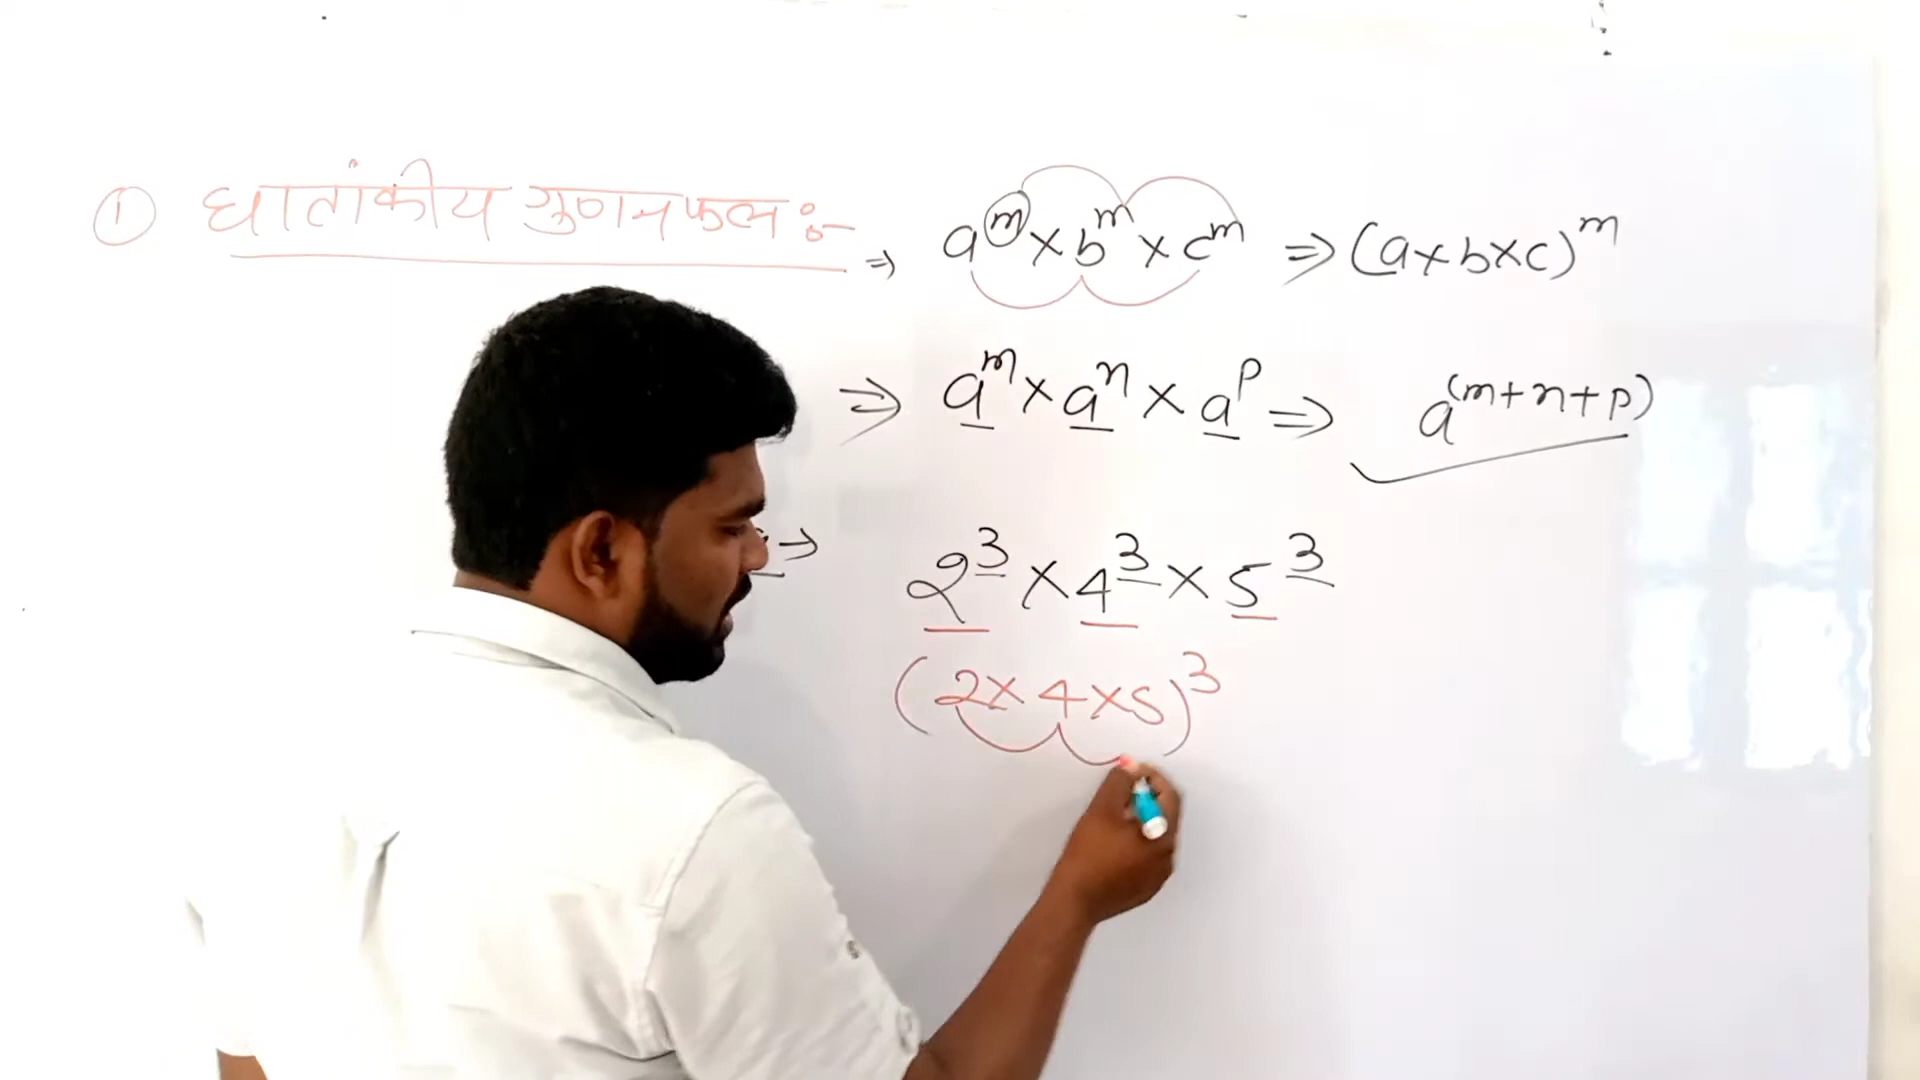 ① घातांकीय गुणनफल :-
⇒ a^m × b^m × c^m ⇒ (a×b×c)^m
⇒ a^m × a^n × a^p ⇒ a^(m+n+p)
⇒ 2^3 × 4^3 × 5^3
(2×4×5)^3